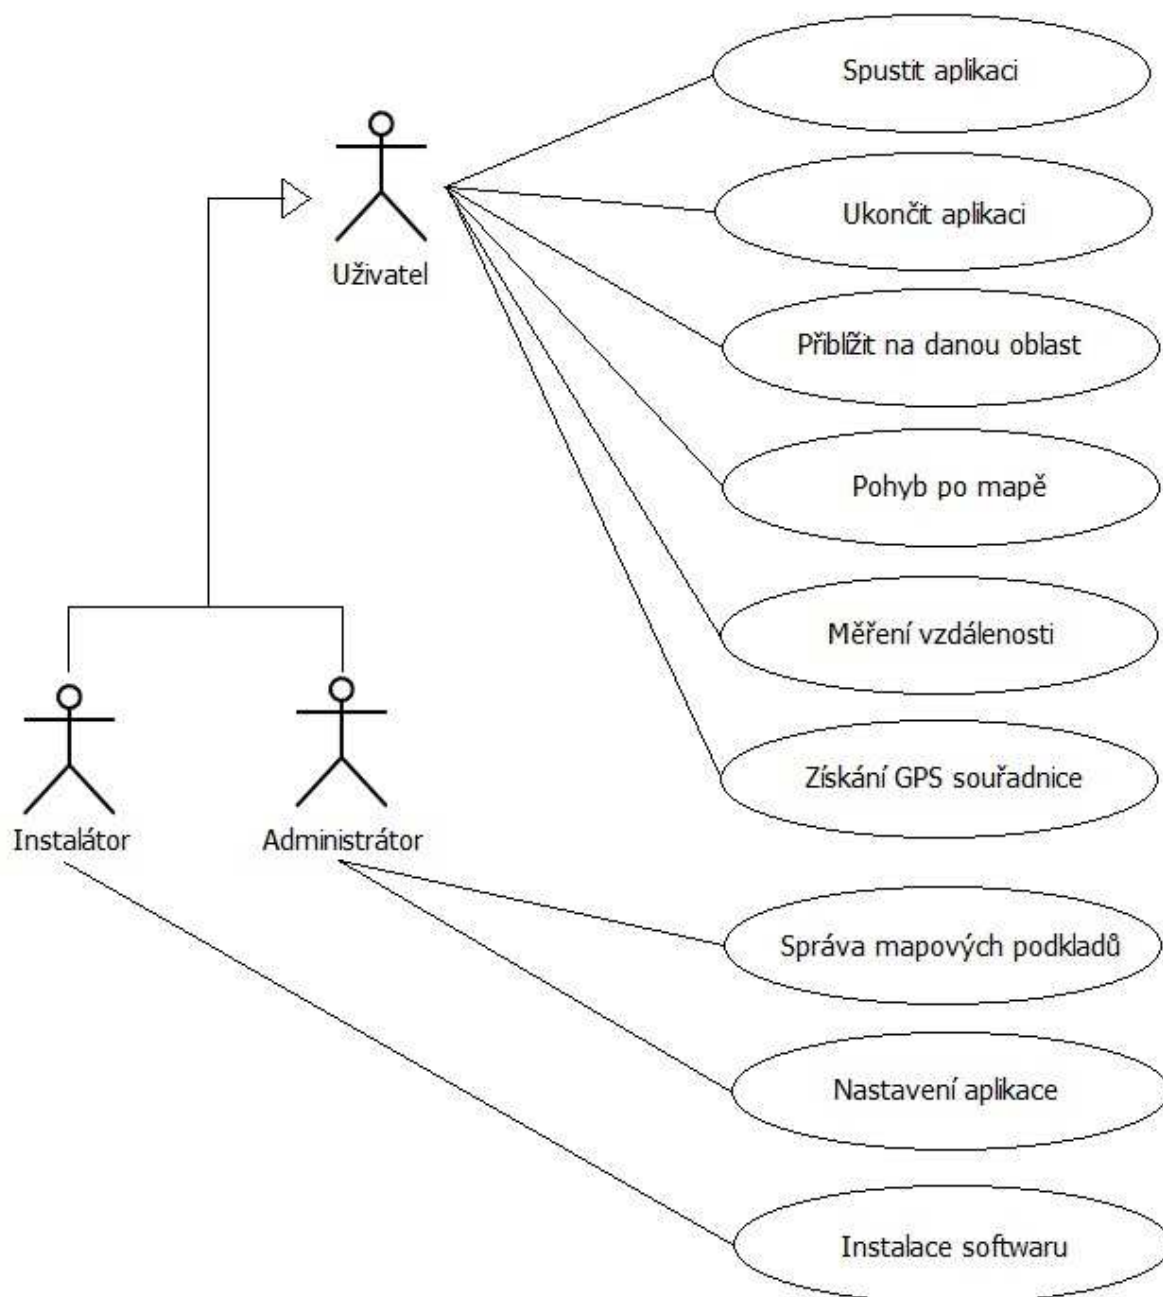 Spustit aplikaci
Ukončit aplikaci
Uživatel
Přiblížit na danou oblast
Pohyb po mapě
Měření vzdálenosti
Získání GPS souřadnice
Instalátor
Administrátor
Správa mapových podkladů
Nastavení aplikace
Instalace softwaru